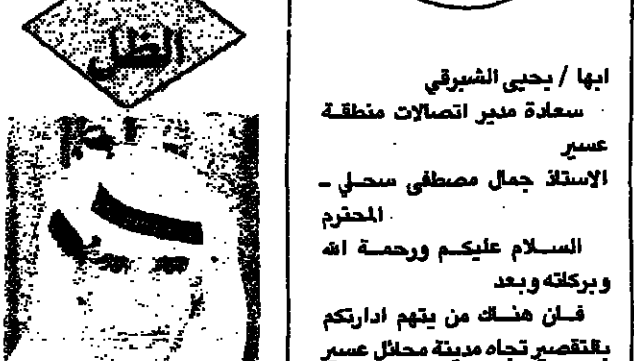 الظل
ابها / يحيى الشبرقي
سعادة مدير اتصالات منطقة
عسير
الاستاذ جمال مصطفى سحلي -
المحترم
السلام عليكم ورحمة الله
وبركاته وبعد
فان هناك من يتهم ادارتكم
بالتقصير تجاه مدينة محائل عسير